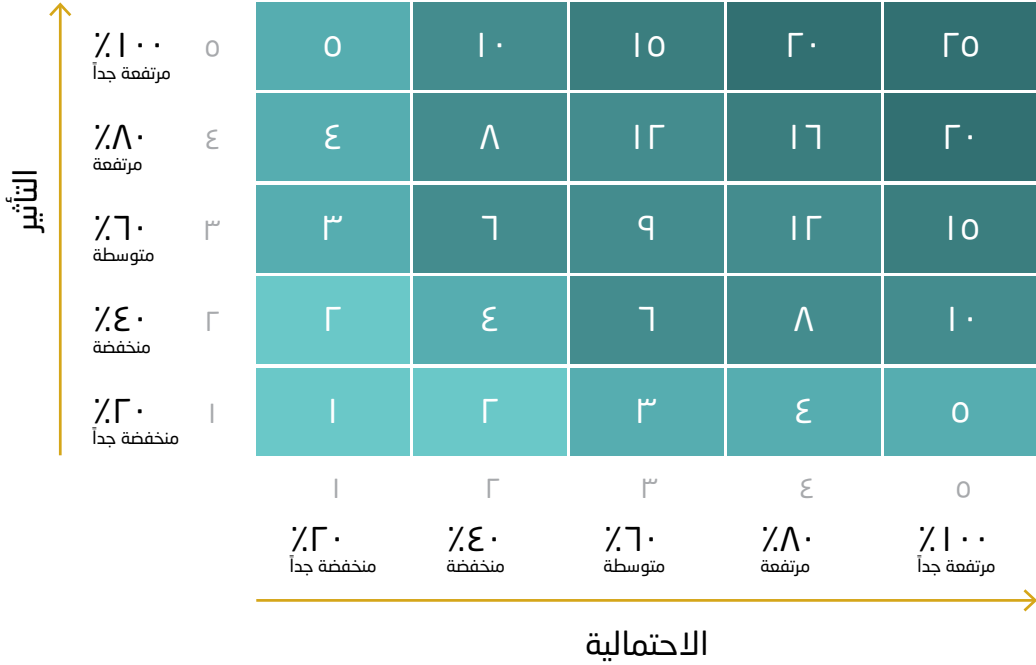 التأثير
٪١٠٠ ٥ ٥ ١٠ ١٥ ٢٠ ٢٥
مرتفعة جداً
٪٨٠ ٤ ٤ ٨ ١٢ ١٦ ٢٠
مرتفعة
٪٦٠ ٣ ٣ ٦ ٩ ١٢ ١٥
متوسطة
٪٤٠ ٢ ٢ ٤ ٦ ٨ ١٠
منخفضة
٪٢٠ ١ ١ ٢ ٣ ٤ ٥
منخفضة جداً
١ ٢ ٣ ٤ ٥
٪٢٠ ٪٤٠ ٪٦٠ ٪٨٠ ٪١٠٠
منخفضة جداً منخفضة متوسطة مرتفعة مرتفعة جداً
الاحتمالية